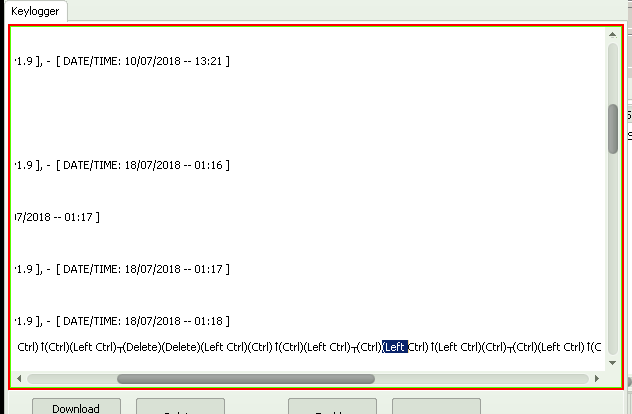 Keylogger
1.9 ], - [ DATE/TIME: 10/07/2018 -- 13:21 ]
1.9 ], - [ DATE/TIME: 18/07/2018 -- 01:16 ]
07/2018 -- 01:17 ]
1.9 ], - [ DATE/TIME: 18/07/2018 -- 01:17 ]
1.9 ], - [ DATE/TIME: 18/07/2018 -- 01:18 ]
Ctrl)↑(Ctrl)(Left Ctrl)┬(Delete)(Delete)(Left Ctrl)(Ctrl)↑(Ctrl)(Left Ctrl)┬(Ctrl)(Left Ctrl)↑(Left Ctrl)(Ctrl)┬(Ctrl)(Left Ctrl)↑(C
Download